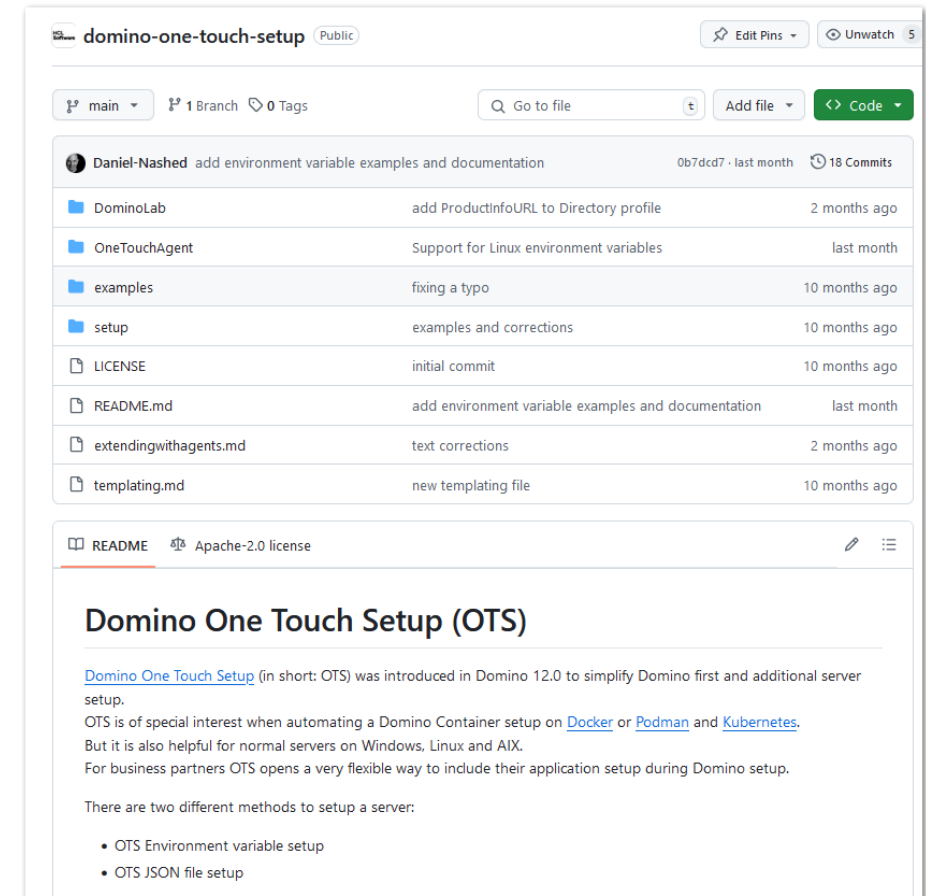 HCL Software domino-one-touch-setup Public Edit Pins Unwatch 5
main 1 Branch 0 Tags Go to file t Add file Code
Daniel-Nashed add environment variable examples and documentation 0b7dcd7 · last month 18 Commits
DominoLab add ProductInfoURL to Directory profile 2 months ago
OneTouchAgent Support for Linux environment variables last month
examples fixing a typo 10 months ago
setup examples and corrections 10 months ago
LICENSE initial commit 10 months ago
README.md add environment variable examples and documentation last month
extendingwithagents.md text corrections 2 months ago
templating.md new templating file 10 months ago
README Apache-2.0 license
Domino One Touch Setup (OTS)
Domino One Touch Setup (in short: OTS) was introduced in Domino 12.0 to simplify Domino first and additional server
setup.
OTS is of special interest when automating a Domino Container setup on Docker or Podman and Kubernetes.
But it is also helpful for normal servers on Windows, Linux and AIX.
For business partners OTS opens a very flexible way to include their application setup during Domino setup.
There are two different methods to setup a server:
• OTS Environment variable setup
• OTS JSON file setup